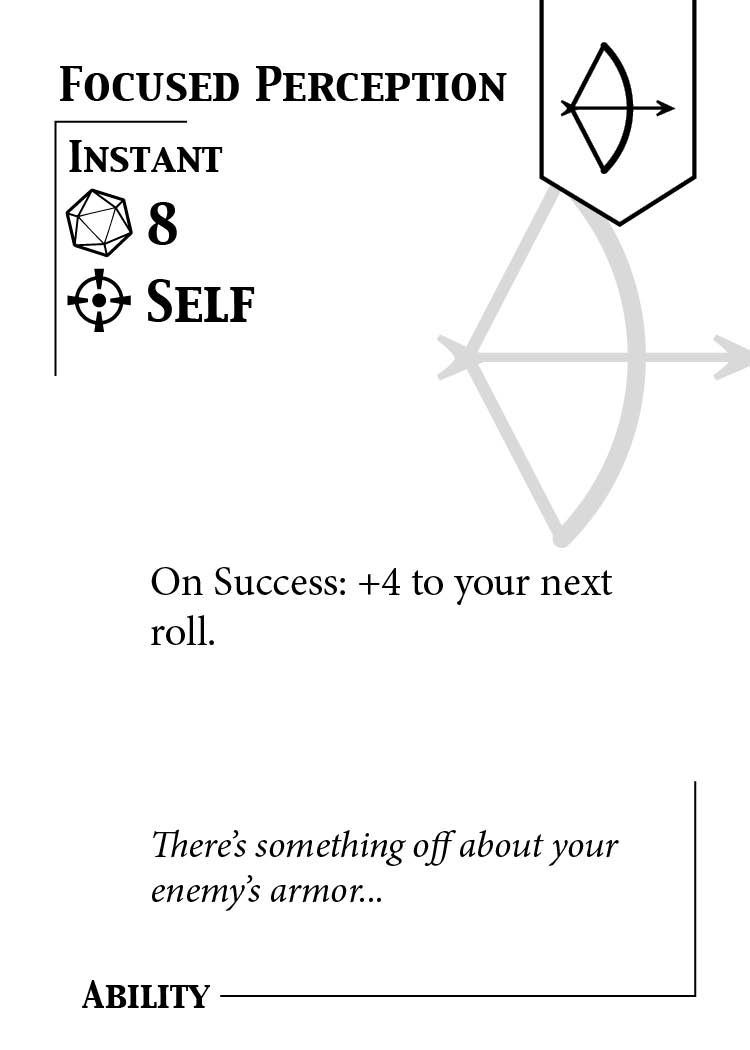 Focused Perception
Instant
8
Self
On Success: +4 to your next
roll.
There's something off about your
enemy's armor...
Ability